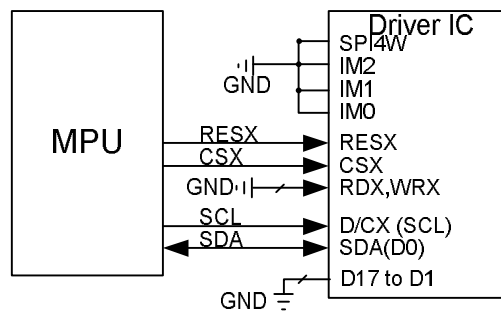 Driver IC
SPI4W
IM2
GND
IM1
IM0
MPU
RESX
RESX
CSX
CSX
GND
RDX,WRX
SCL
D/CX (SCL)
SDA
SDA(D0)
D17 to D1
GND